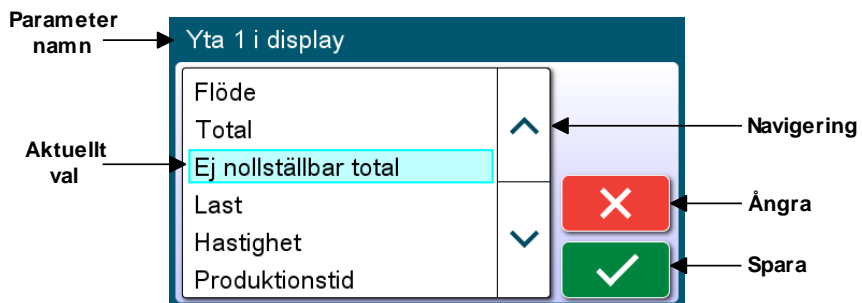 Parameter
namn
Yta 1 i display
Flöde
Total
Ej nollställbar total
Last
Hastighet
Produktionstid
Aktuellt
val
Navigering
Ångra
Spara